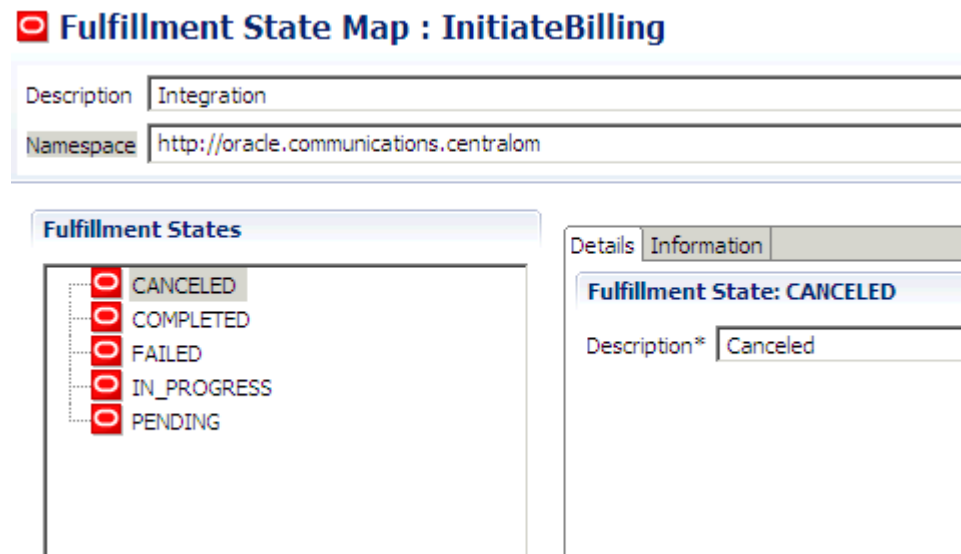 Fulfillment State Map : InitiateBilling
Description Integration
Namespace http://oracle.communications.centralom
Fulfillment States
CANCELED
COMPLETED
FAILED
IN_PROGRESS
PENDING
Details Information
Fulfillment State: CANCELED
Description* Canceled